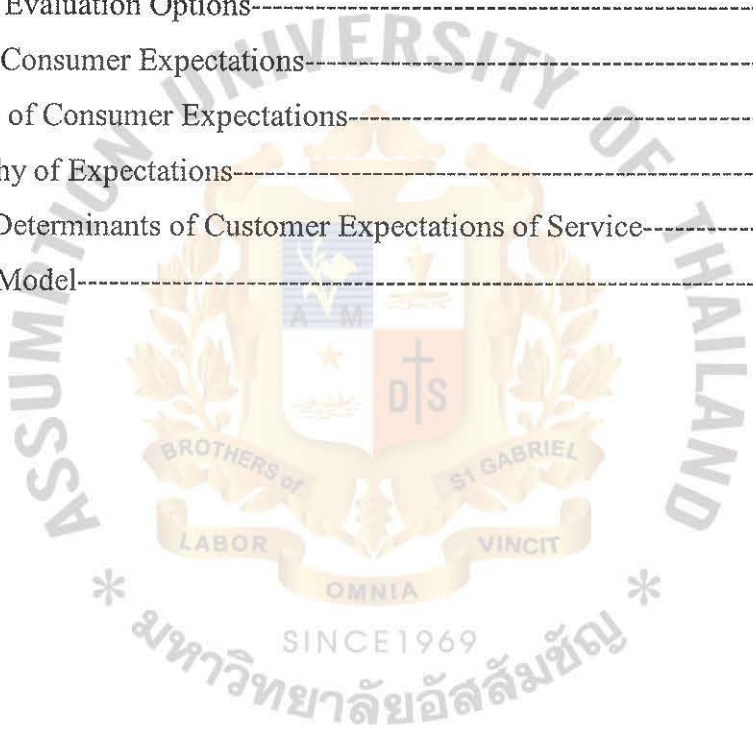 Evaluation Options--------------------------------------------
Consumer Expectations-------------------------------------
of Consumer Expectations---------------------------------
hy of Expectations--------------------------------------------
Determinants of Customer Expectations of Service-----------
Model-----------------------------------------------------------
ASSUMPTION UNIVERSITY OF THAILAND
A M
D S
BROTHERS of ST GABRIEL
LABOR
VINCIT
OMNIA
SINCE1969
มหาวิทยาลัยอัสสัมชัญ